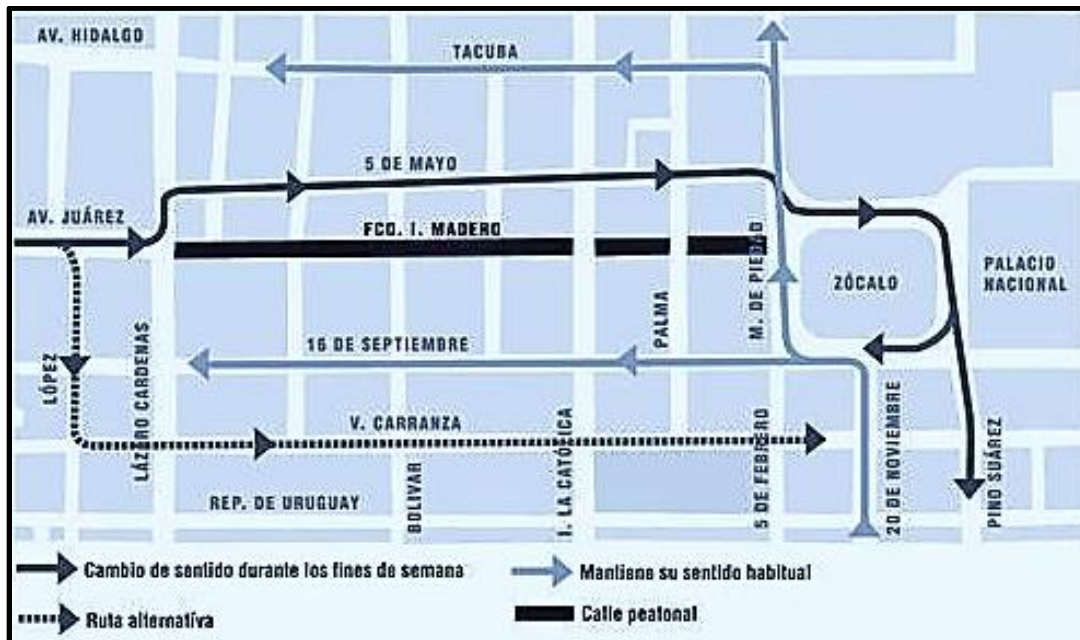 AV. HIDALGO
TACUBA
5 DE MAYO
AV. JUÁREZ
FCO. I. MADERO
M. DE PIEDAD
ZÓCALO
PALACIO
NACIONAL
PALMA
16 DE SEPTIEMBRE
LÓPEZ
LÁZARO CARDENAS
V. CARRANZA
BOLIVAR
I. LA CATÓLICA
5 DE FEBRERO
20 DE NOVIEMBRE
PINO SUÁREZ
REP. DE URUGUAY
Cambio de sentido durante los fines de semana
Mantiene su sentido habitual
Ruta alternativa
Calle peatonal